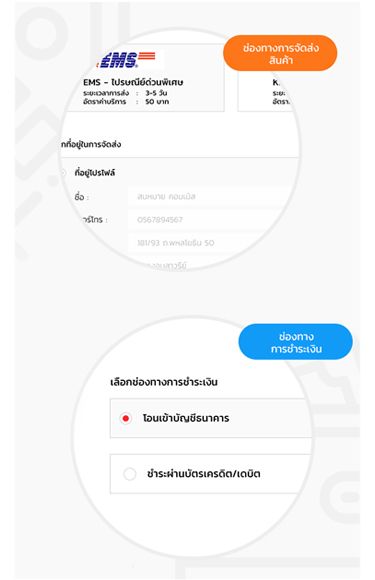 ช่องทางการจัดส่ง
สินค้า
EMS
EMS - ไปรษณีย์ด่วนพิเศษ
ระยะเวลาการส่ง : 3-5 วัน
อัตราค่าบริการ : 50 บาท
K
ระยะ
อัตรา
ที่อยู่ในการจัดส่ง
ที่อยู่โปรไฟล์
ชื่อ :
สมหมาย คอมเมิส
เบอร์โทร :
0567894567
181/93 ถ.พหลโยธิน 50
ช่องทาง
การชำระเงิน
เลือกช่องทางการชำระเงิน
โอนเข้าบัญชีธนาคาร
ชำระผ่านบัตรเครดิต/เดบิต